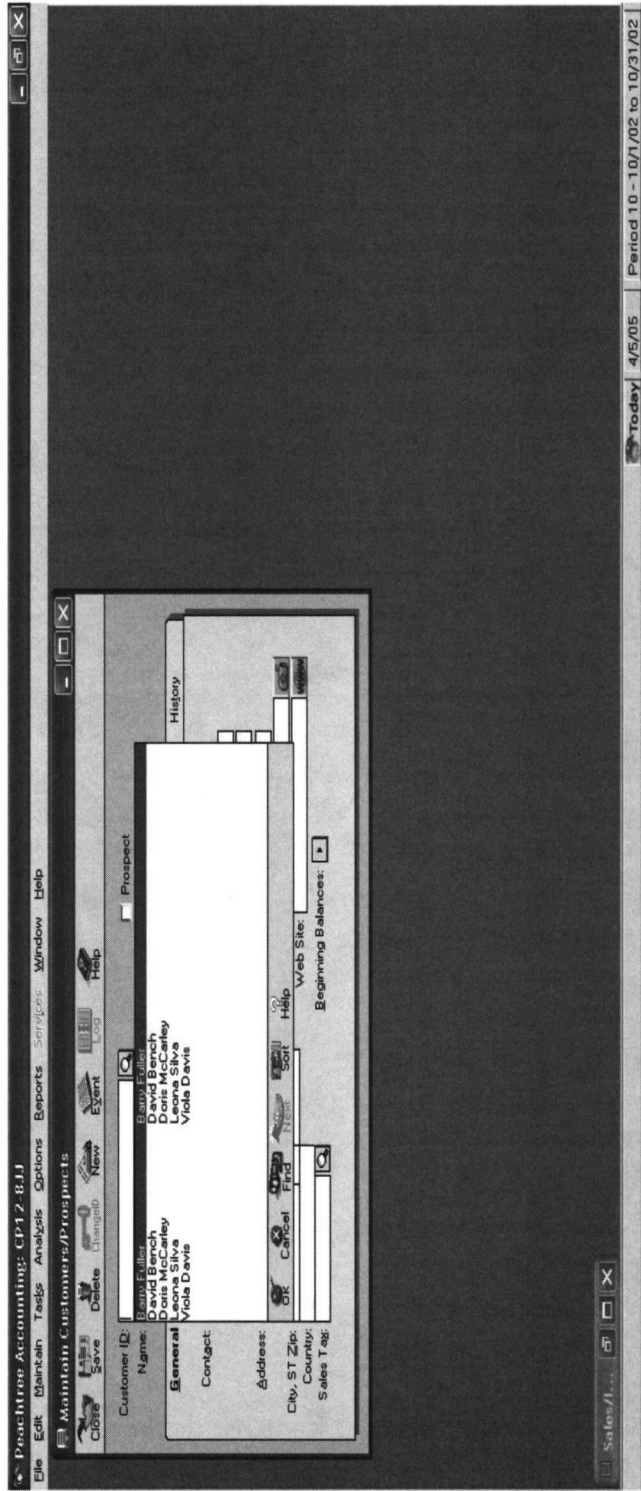 Peachtree Accounting: CP12-8JJ
File Edit Maintain Tasks Analysis Options Reports Services Window Help
Maintain Customers/Prospects
Close Save Delete ChangeID New Event Log Help
Customer ID:
Prospect
Name:
Barry Fuller Barry Fuller
David Bench David Bench
Doris McCarley Doris McCarley
Leona Silva Leona Silva
Viola Davis Viola Davis
General
History
Contact:
Address:
OK Cancel Find Next Sort Help
City, ST Zip:
Web Site:
www
Country:
Sales Tax:
Beginning Balances:
Sales/I...
Today 4/5/05 Period 10 - 10/1/02 to 10/31/02